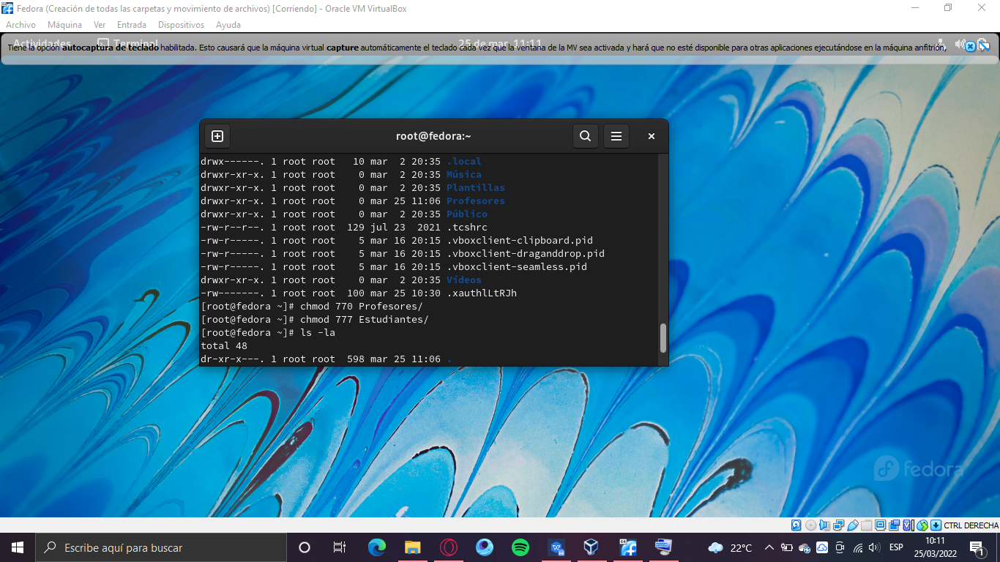 Fedora (Creación de todas las carpetas y movimiento de archivos) [Corriendo] - Oracle VM VirtualBox
Archivo Máquina Ver Entrada Dispositivos Ayuda
Actividades Terminal 25 de mar 11:11
Tiene la opción autocaptura de teclado habilitada. Esto causará que la máquina virtual capture automáticamente el teclado cada vez que la ventana de la MV sea activada y hará que no esté disponible para otras aplicaciones ejecutándose en la máquina anfitrión,
root@fedora:~
drwx------. 1 root root 10 mar 2 20:35 .local
drwxr-xr-x. 1 root root 0 mar 2 20:35 Música
drwxr-xr-x. 1 root root 0 mar 2 20:35 Plantillas
drwxr-xr-x. 1 root root 0 mar 25 11:06 Profesores
drwxr-xr-x. 1 root root 0 mar 2 20:35 Público
-rw-r--r--. 1 root root 129 jul 23 2021 .tcshrc
-rw-r-----. 1 root root 5 mar 16 20:15 .vboxclient-clipboard.pid
-rw-r-----. 1 root root 5 mar 16 20:15 .vboxclient-draganddrop.pid
-rw-r-----. 1 root root 5 mar 16 20:15 .vboxclient-seamless.pid
drwxr-xr-x. 1 root root 0 mar 2 20:35 Vídeos
-rw-------. 1 root root 100 mar 25 10:30 .xauthlLtRJh
[root@fedora ~]# chmod 770 Profesores/
[root@fedora ~]# chmod 777 Estudiantes/
[root@fedora ~]# ls -la
total 48
dr-xr-x---. 1 root root 598 mar 25 11:06 .
fedora
CTRL DERECHA
Escribe aquí para buscar
22°C
ESP
10:11
25/03/2022
1